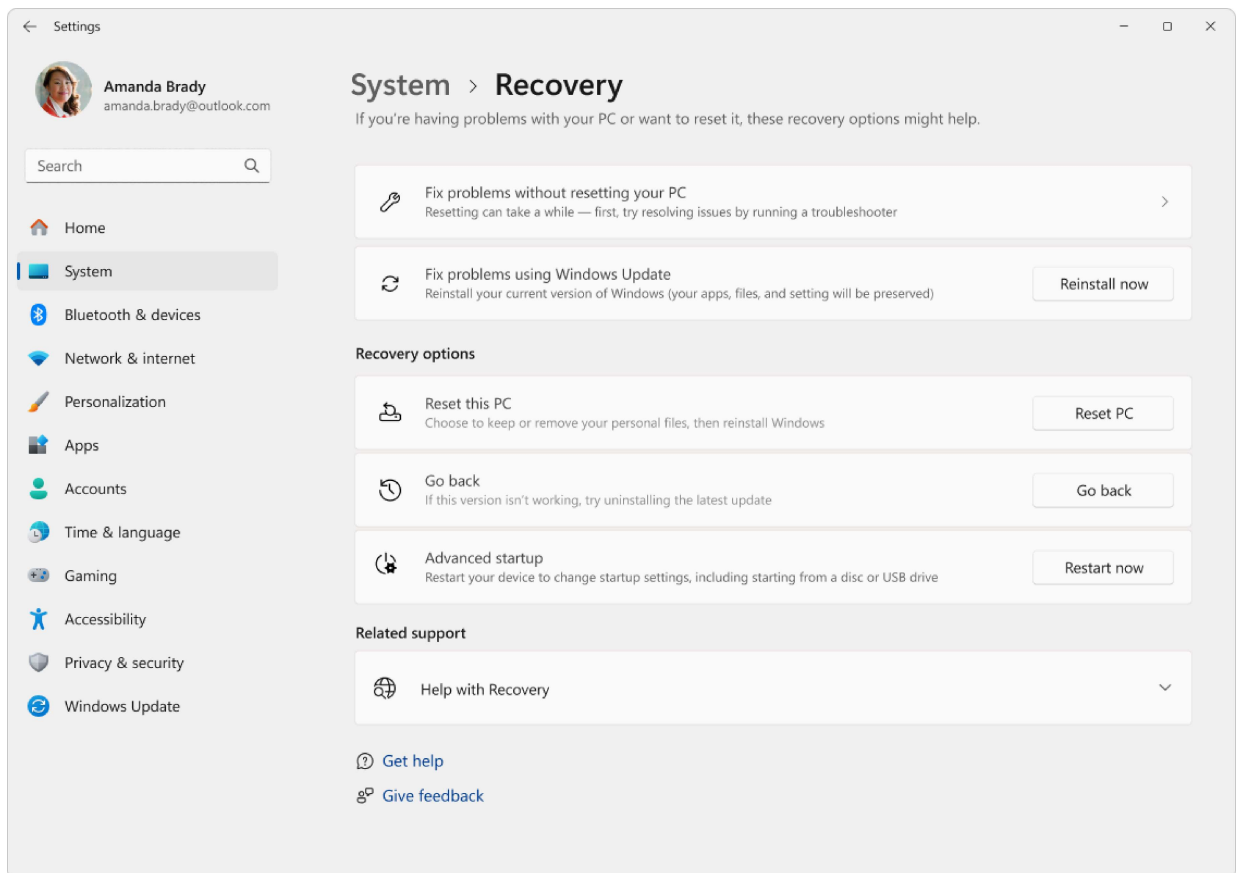 Settings
Amanda Brady
amanda.brady@outlook.com
Search
Home
System
Bluetooth & devices
Network & internet
Personalization
Apps
Accounts
Time & language
Gaming
Accessibility
Privacy & security
Windows Update
System > Recovery
If you're having problems with your PC or want to reset it, these recovery options might help.
Fix problems without resetting your PC
Resetting can take a while — first, try resolving issues by running a troubleshooter
Fix problems using Windows Update
Reinstall your current version of Windows (your apps, files, and setting will be preserved)
Reinstall now
Recovery options
Reset this PC
Choose to keep or remove your personal files, then reinstall Windows
Reset PC
Go back
If this version isn't working, try uninstalling the latest update
Go back
Advanced startup
Restart your device to change startup settings, including starting from a disc or USB drive
Restart now
Related support
Help with Recovery
Get help
Give feedback